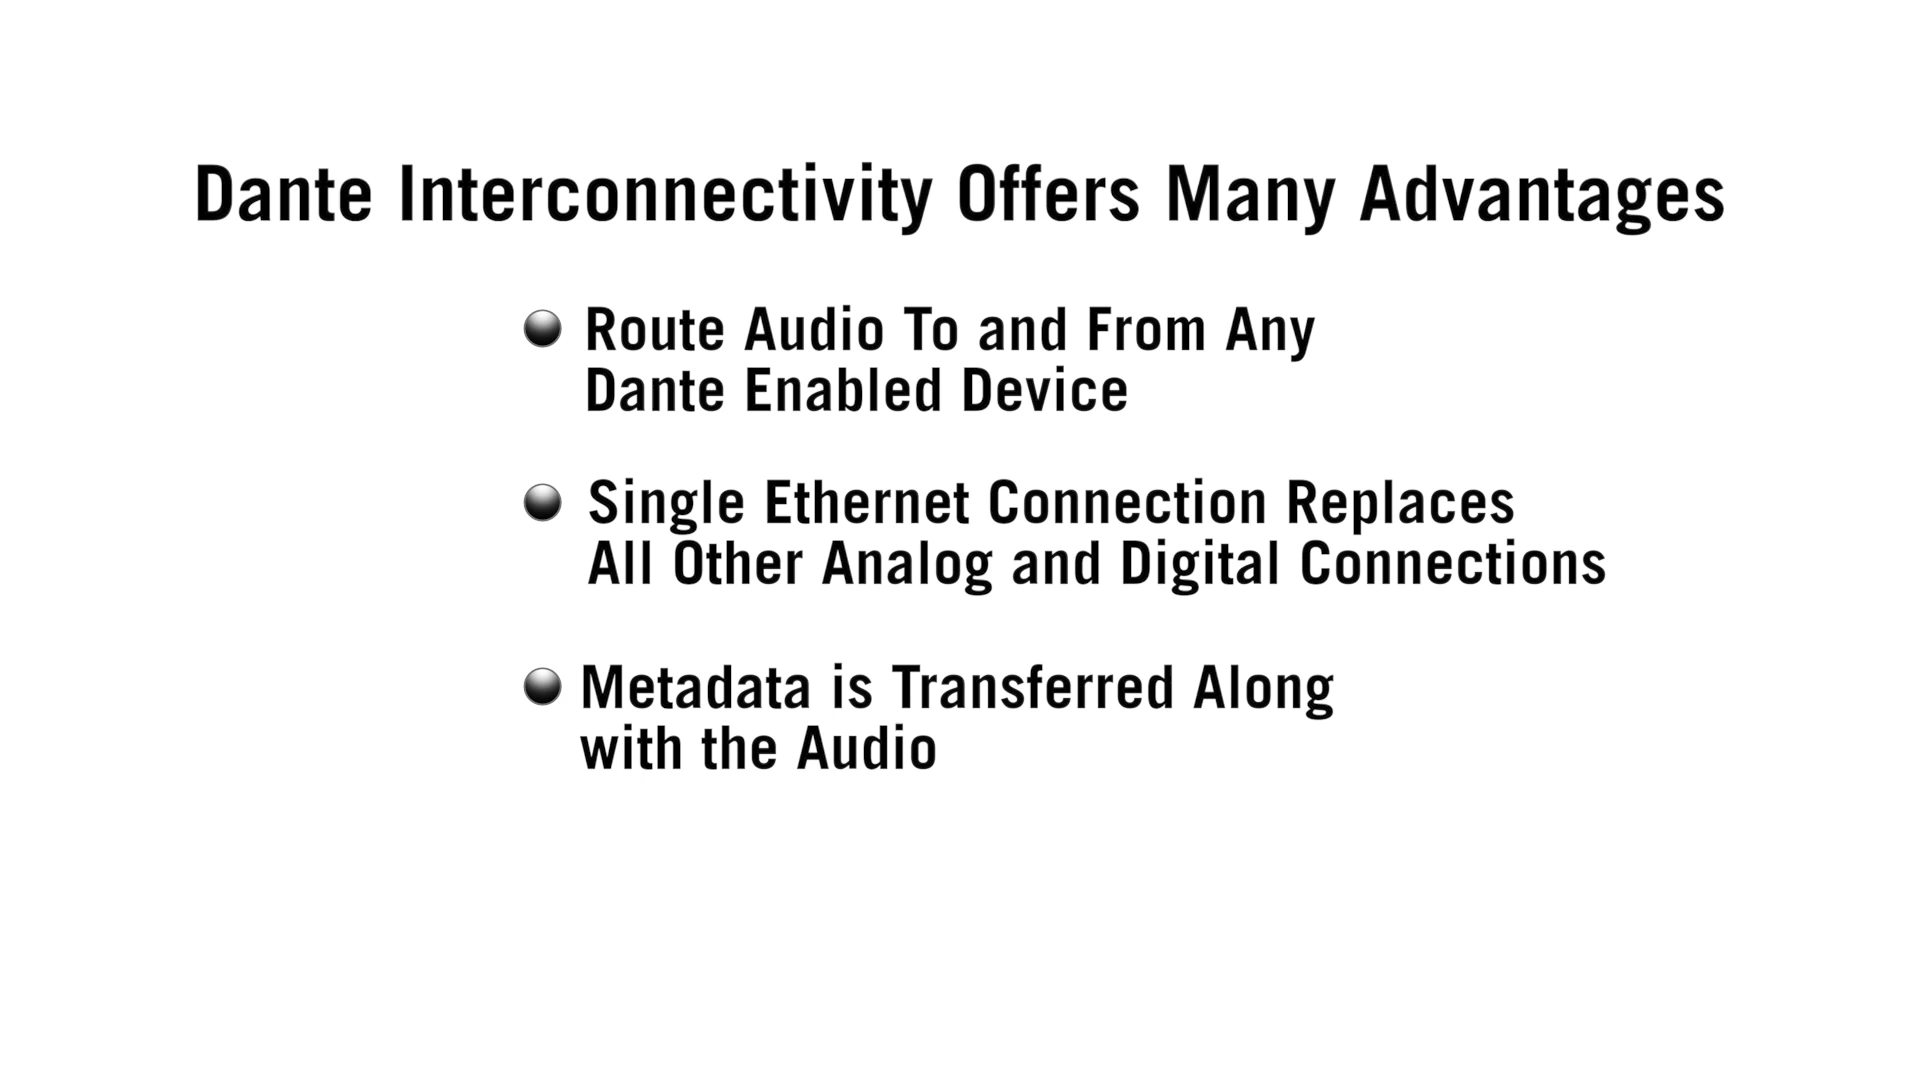 Dante Interconnectivity Offers Many Advantages
Route Audio To and From Any
Dante Enabled Device
Single Ethernet Connection Replaces
All Other Analog and Digital Connections
Metadata is Transferred Along
with the Audio